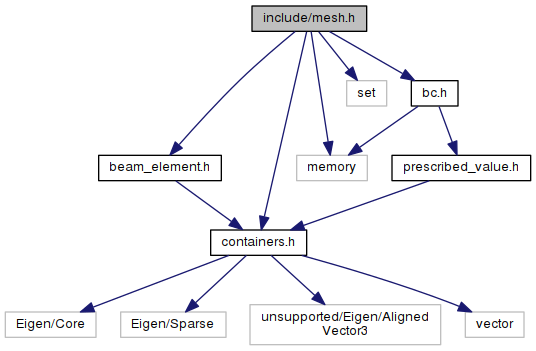 include/mesh.h
set
bc.h
beam_element.h
memory
prescribed_value.h
containers.h
Eigen/Core
Eigen/Sparse
unsupported/Eigen/Aligned
Vector3
vector